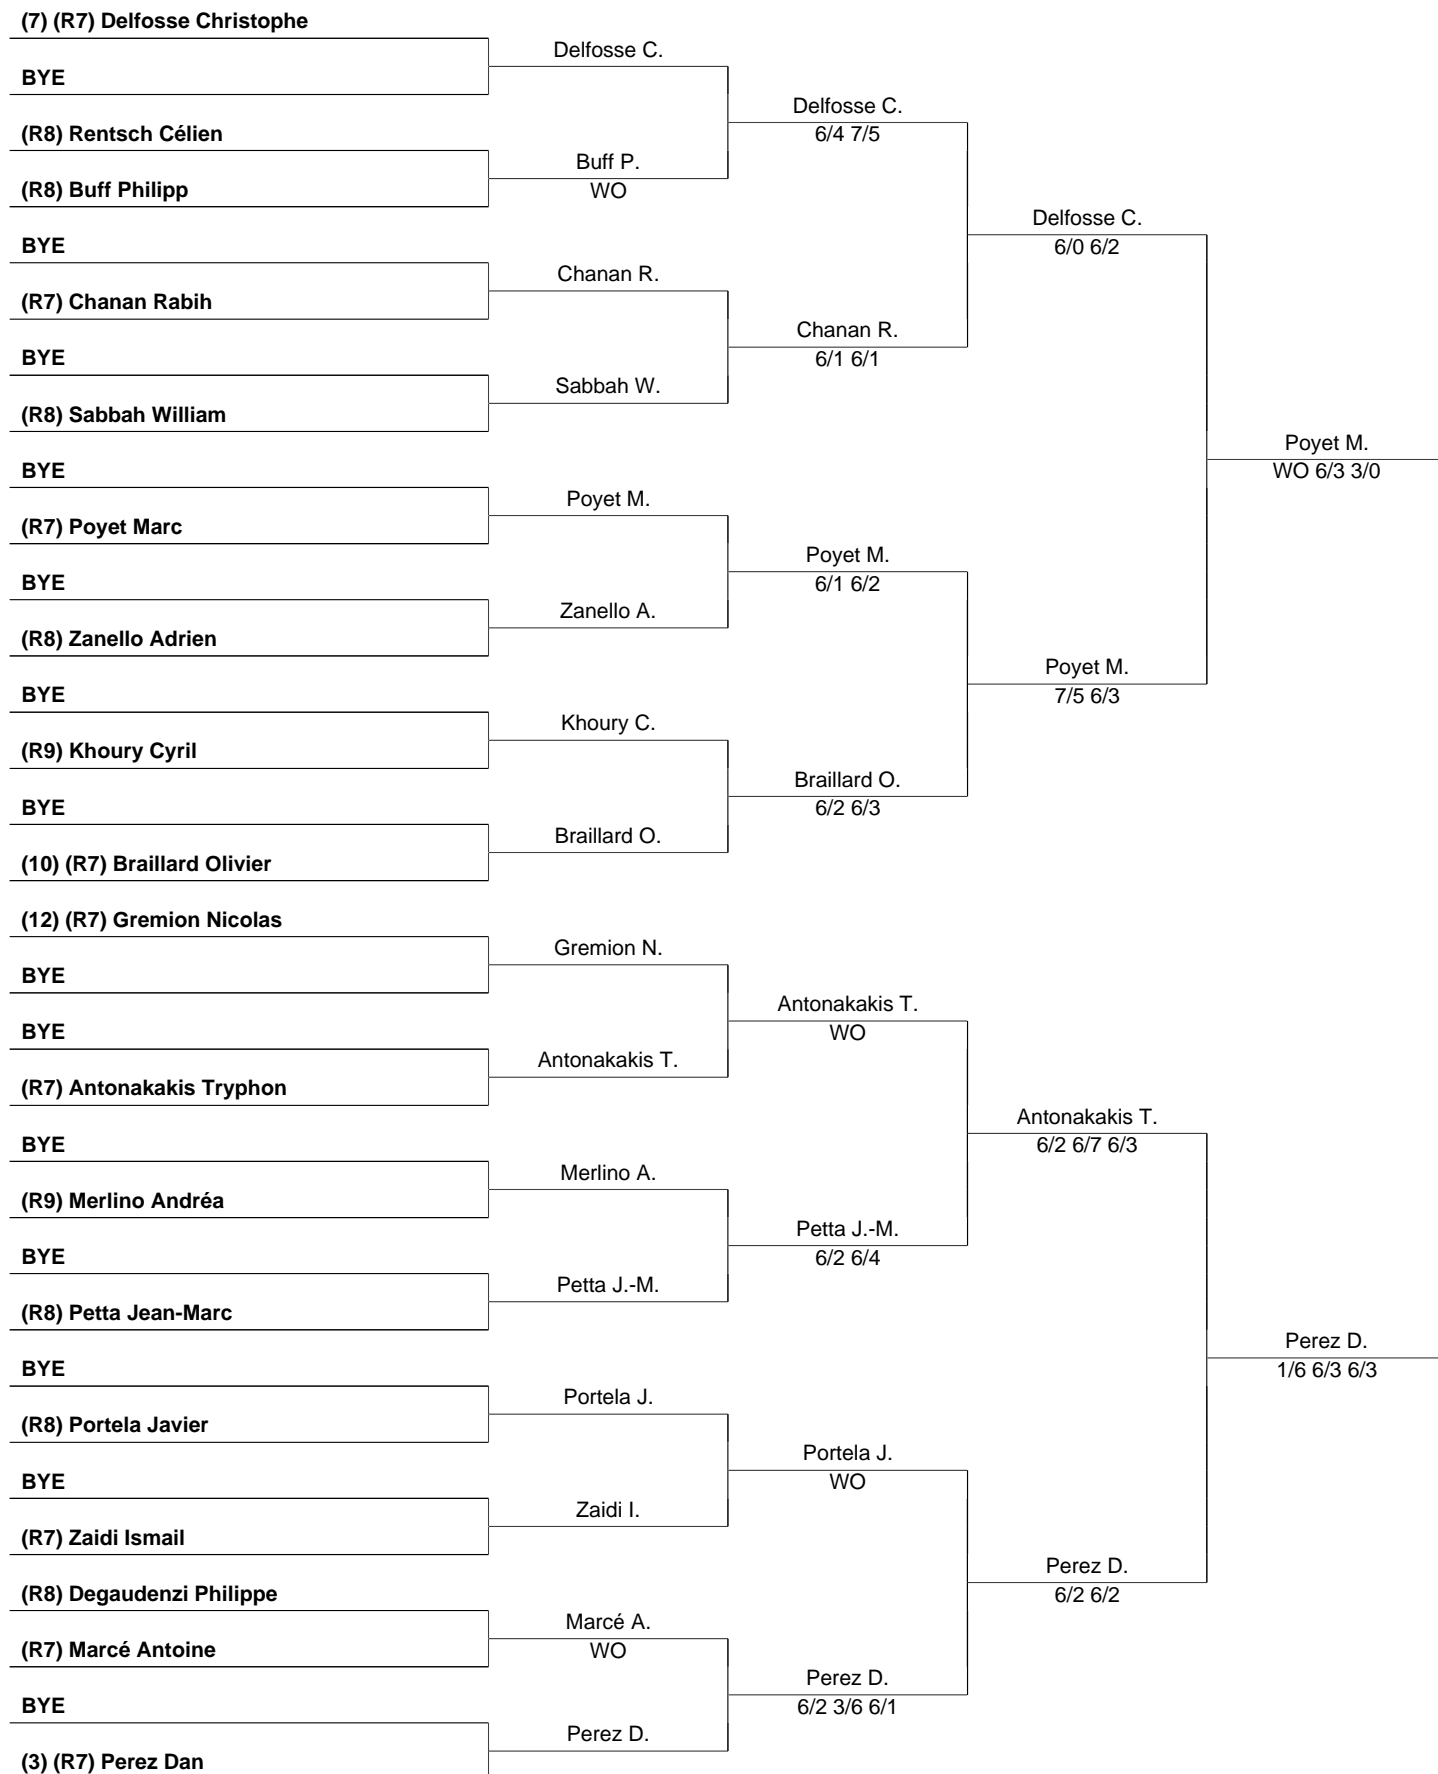 (7) (R7) Delfosse Christophe
BYE
(R8) Rentsch Célien
(R8) Buff Philipp
BYE
(R7) Chanan Rabih
BYE
(R8) Sabbah William
BYE
(R7) Poyet Marc
BYE
(R8) Zanello Adrien
BYE
(R9) Khoury Cyril
BYE
(10) (R7) Braillard Olivier
(12) (R7) Gremion Nicolas
BYE
BYE
(R7) Antonakakis Tryphon
BYE
(R9) Merlino Andréa
BYE
(R8) Petta Jean-Marc
BYE
(R8) Portela Javier
BYE
(R7) Zaidi Ismail
(R8) Degaudenzi Philippe
(R7) Marcé Antoine
BYE
(3) (R7) Perez Dan
Delfosse C.
Buff P.
WO
Chanan R.
Sabbah W.
Poyet M.
Zanello A.
Khoury C.
Braillard O.
Gremion N.
Antonakakis T.
Merlino A.
Petta J.-M.
Portela J.
Zaidi I.
Marcé A.
WO
Perez D.
Delfosse C.
6/4 7/5
Chanan R.
6/1 6/1
Poyet M.
6/1 6/2
Braillard O.
6/2 6/3
Antonakakis T.
WO
Petta J.-M.
6/2 6/4
Portela J.
WO
Perez D.
6/2 3/6 6/1
Delfosse C.
6/0 6/2
Poyet M.
7/5 6/3
Antonakakis T.
6/2 6/7 6/3
Perez D.
6/2 6/2
Poyet M.
WO 6/3 3/0
Perez D.
1/6 6/3 6/3